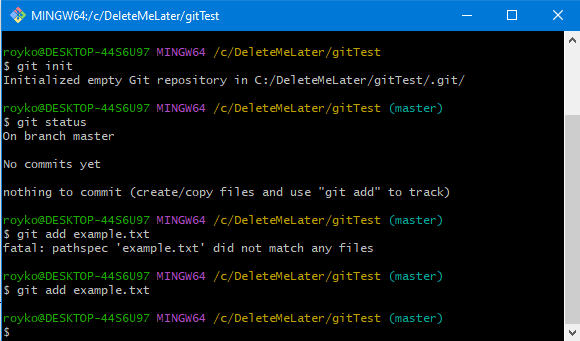 MINGW64:/c/DeleteMeLater/gitTest
royko@DESKTOP-44S6U97 MINGW64 /c/DeleteMeLater/gitTest
$ git init
Initialized empty Git repository in C:/DeleteMeLater/gitTest/.git/
royko@DESKTOP-44S6U97 MINGW64 /c/DeleteMeLater/gitTest (master)
$ git status
On branch master
No commits yet
nothing to commit (create/copy files and use "git add" to track)
royko@DESKTOP-44S6U97 MINGW64 /c/DeleteMeLater/gitTest (master)
$ git add example.txt
fatal: pathspec 'example.txt' did not match any files
royko@DESKTOP-44S6U97 MINGW64 /c/DeleteMeLater/gitTest (master)
$ git add example.txt
royko@DESKTOP-44S6U97 MINGW64 /c/DeleteMeLater/gitTest (master)
$